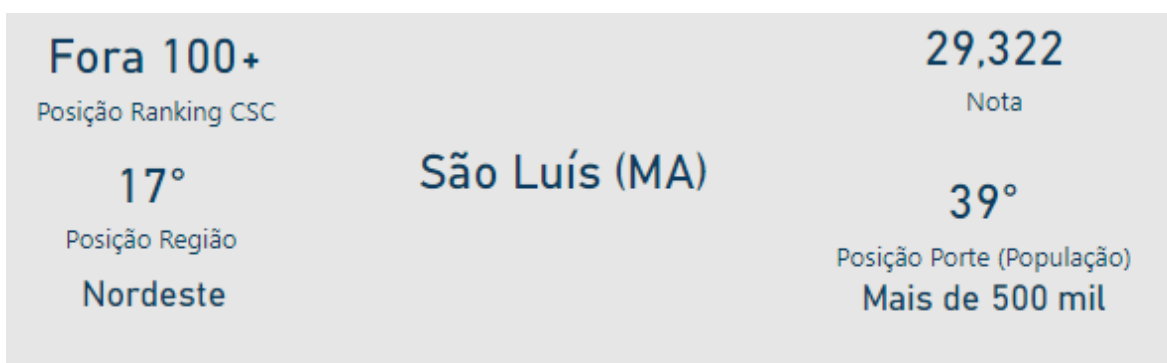 Fora 100+
Posição Ranking CSC
17°
Posição Região
Nordeste
São Luís (MA)
29,322
Nota
39°
Posição Porte (População)
Mais de 500 mil